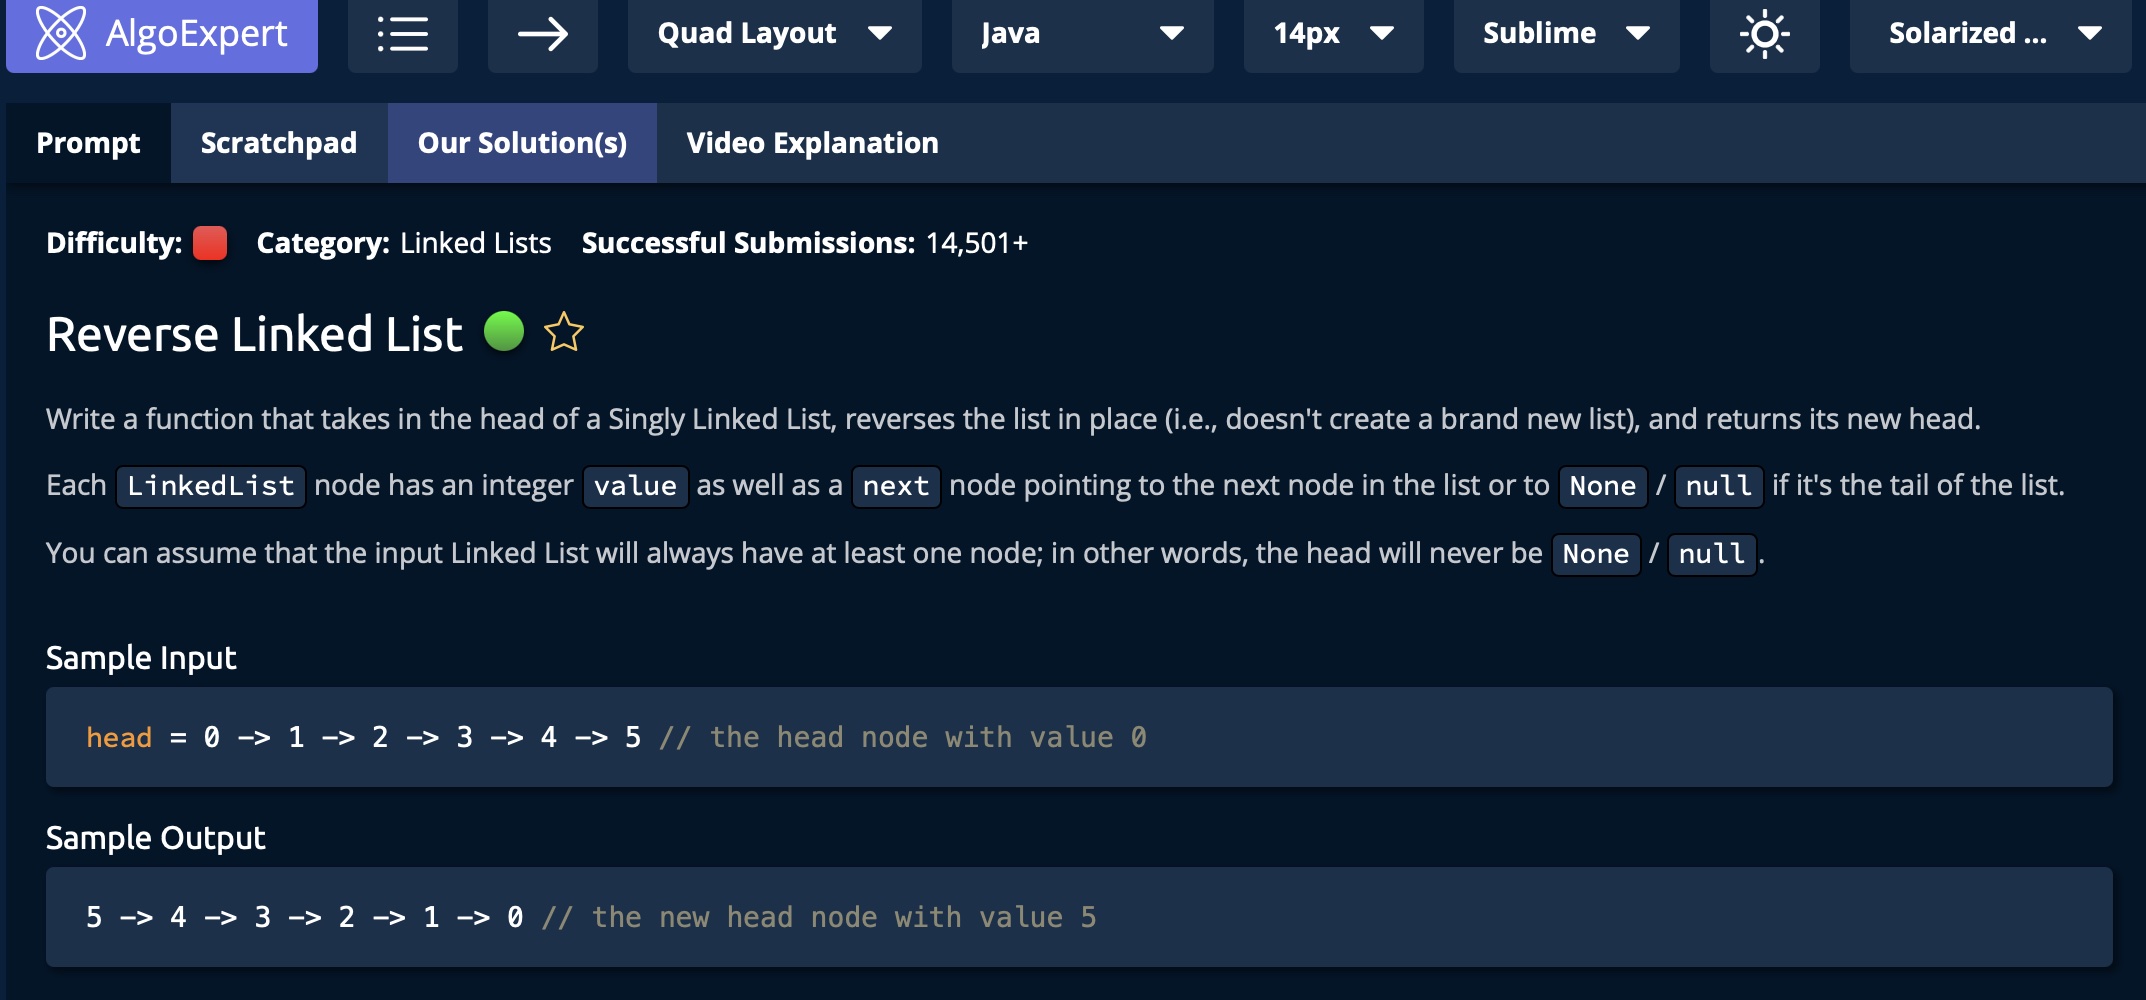 AlgoExpert Quad Layout Java 14px Sublime Solarized ...
Prompt Scratchpad Our Solution(s) Video Explanation
Difficulty: Category: Linked Lists Successful Submissions: 14,501+
Reverse Linked List
Write a function that takes in the head of a Singly Linked List, reverses the list in place (i.e., doesn't create a brand new list), and returns its new head.
Each LinkedList node has an integer value as well as a next node pointing to the next node in the list or to None / null if it's the tail of the list.
You can assume that the input Linked List will always have at least one node; in other words, the head will never be None / null .
Sample Input
head = 0 -> 1 -> 2 -> 3 -> 4 -> 5 // the head node with value 0
Sample Output
5 -> 4 -> 3 -> 2 -> 1 -> 0 // the new head node with value 5